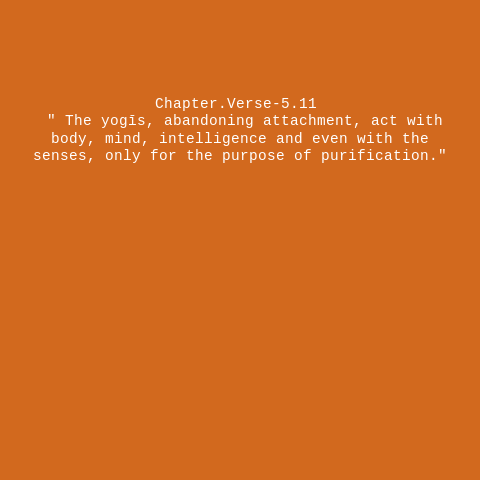 Chapter.Verse-5.11
" The yogīs, abandoning attachment, act with
body, mind, intelligence and even with the
senses, only for the purpose of purification."